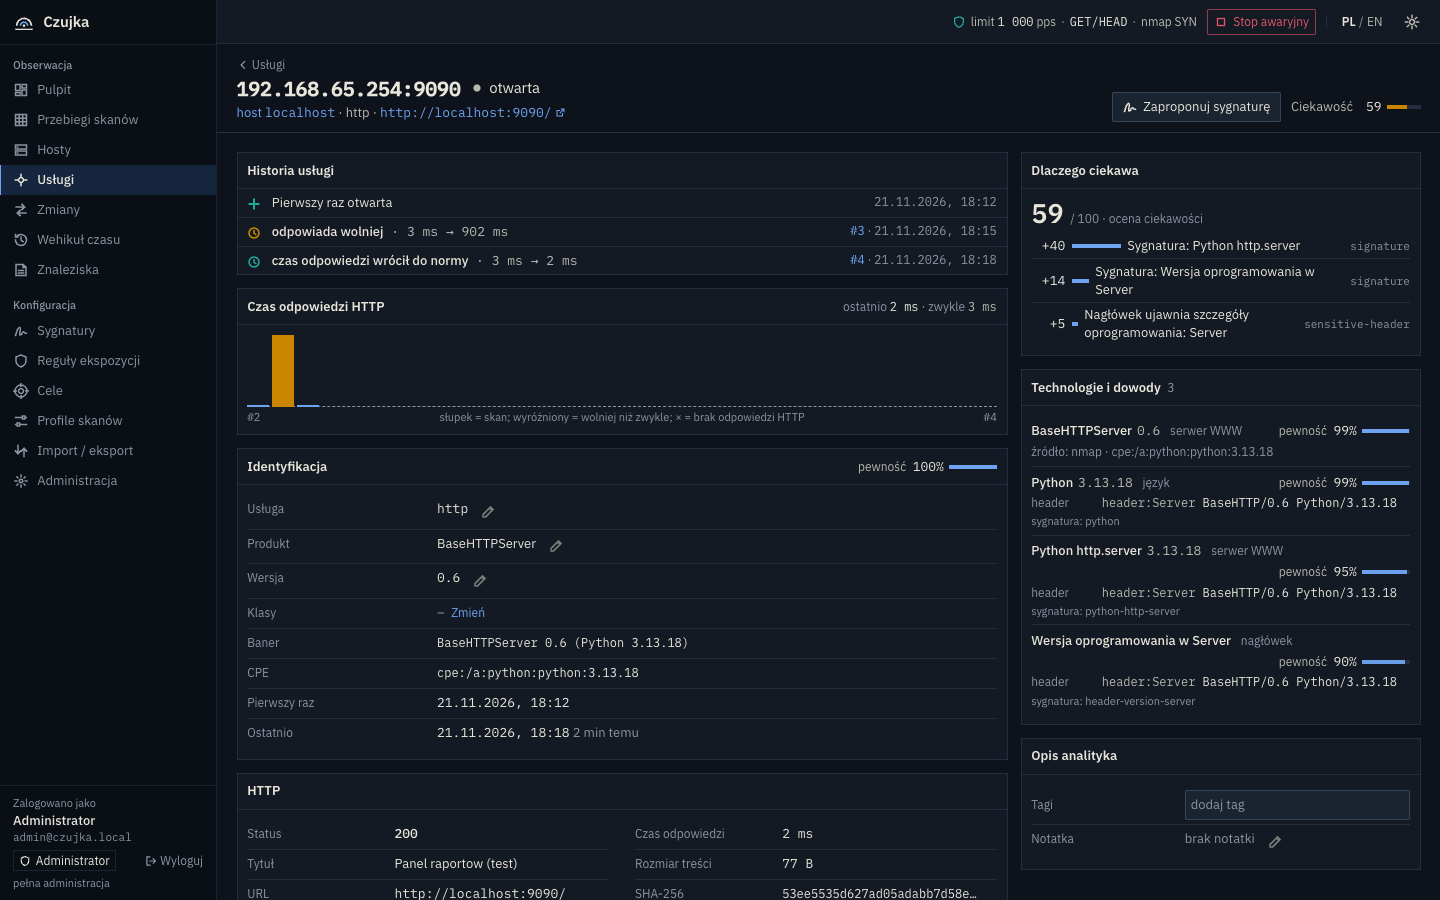 Czujka
limit 1 000 pps · GET/HEAD · nmap SYN
Stop awaryjny
PL / EN
Obserwacja
Pulpit
Przebiegi skanów
Hosty
Usługi
Zmiany
Wehikuł czasu
Znaleziska
Konfiguracja
Sygnatury
Reguły ekspozycji
Cele
Profile skanów
Import / eksport
Administracja
Zalogowano jako
Administrator
admin@czujka.local
Administrator
Wyloguj
pełna administracja
Usługi
192.168.65.254:9090 otwarta
host localhost · http · http://localhost:9090/
Zaproponuj sygnaturę
Ciekawość 59
Historia usługi
Pierwszy raz otwarta 21.11.2026, 18:12
odpowiada wolniej · 3 ms → 902 ms #3 · 21.11.2026, 18:15
czas odpowiedzi wrócił do normy · 3 ms → 2 ms #4 · 21.11.2026, 18:18
Czas odpowiedzi HTTP ostatnio 2 ms · zwykle 3 ms
#2 słupek = skan; wyróżniony = wolniej niż zwykle; × = brak odpowiedzi HTTP #4
Identyfikacja pewność 100%
Usługa http
Produkt BaseHTTPServer
Wersja 0.6
Klasy – Zmień
Baner BaseHTTPServer 0.6 (Python 3.13.18)
CPE cpe:/a:python:python:3.13.18
Pierwszy raz 21.11.2026, 18:12
Ostatnio 21.11.2026, 18:18 2 min temu
HTTP
Status 200 Czas odpowiedzi 2 ms
Tytuł Panel raportow (test) Rozmiar treści 77 B
URL http://localhost:9090/ SHA-256 53ee5535d627ad05adabb7d58e…
Dlaczego ciekawa
59 / 100 · ocena ciekawości
+40 Sygnatura: Python http.server signature
+14 Sygnatura: Wersja oprogramowania w Server signature
+5 Nagłówek ujawnia szczegóły oprogramowania: Server sensitive-header
Technologie i dowody 3
BaseHTTPServer 0.6 serwer WWW pewność 99%
źródło: nmap · cpe:/a:python:python:3.13.18
Python 3.13.18 język pewność 99%
header header:Server BaseHTTP/0.6 Python/3.13.18
sygnatura: python
Python http.server 3.13.18 serwer WWW
pewność 95%
header header:Server BaseHTTP/0.6 Python/3.13.18
sygnatura: python-http-server
Wersja oprogramowania w Server nagłówek
pewność 90%
header header:Server BaseHTTP/0.6 Python/3.13.18
sygnatura: header-version-server
Opis analityka
Tagi dodaj tag
Notatka brak notatki